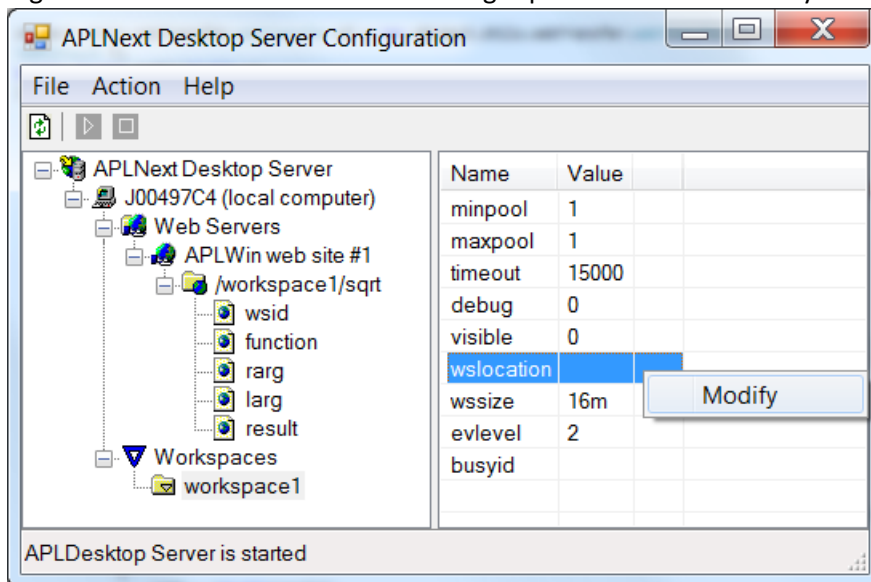 APLNext Desktop Server Configuration
File Action Help
APLNext Desktop Server
J00497C4 (local computer)
Web Servers
APLWin web site #1
/workspace1/sqrt
wsid
function
rarg
larg
result
Workspaces
workspace1
Name Value
minpool 1
maxpool 1
timeout 15000
debug 0
visible 0
wslocation
Modify
wssize 16m
evlevel 2
busyid
APLDesktop Server is started